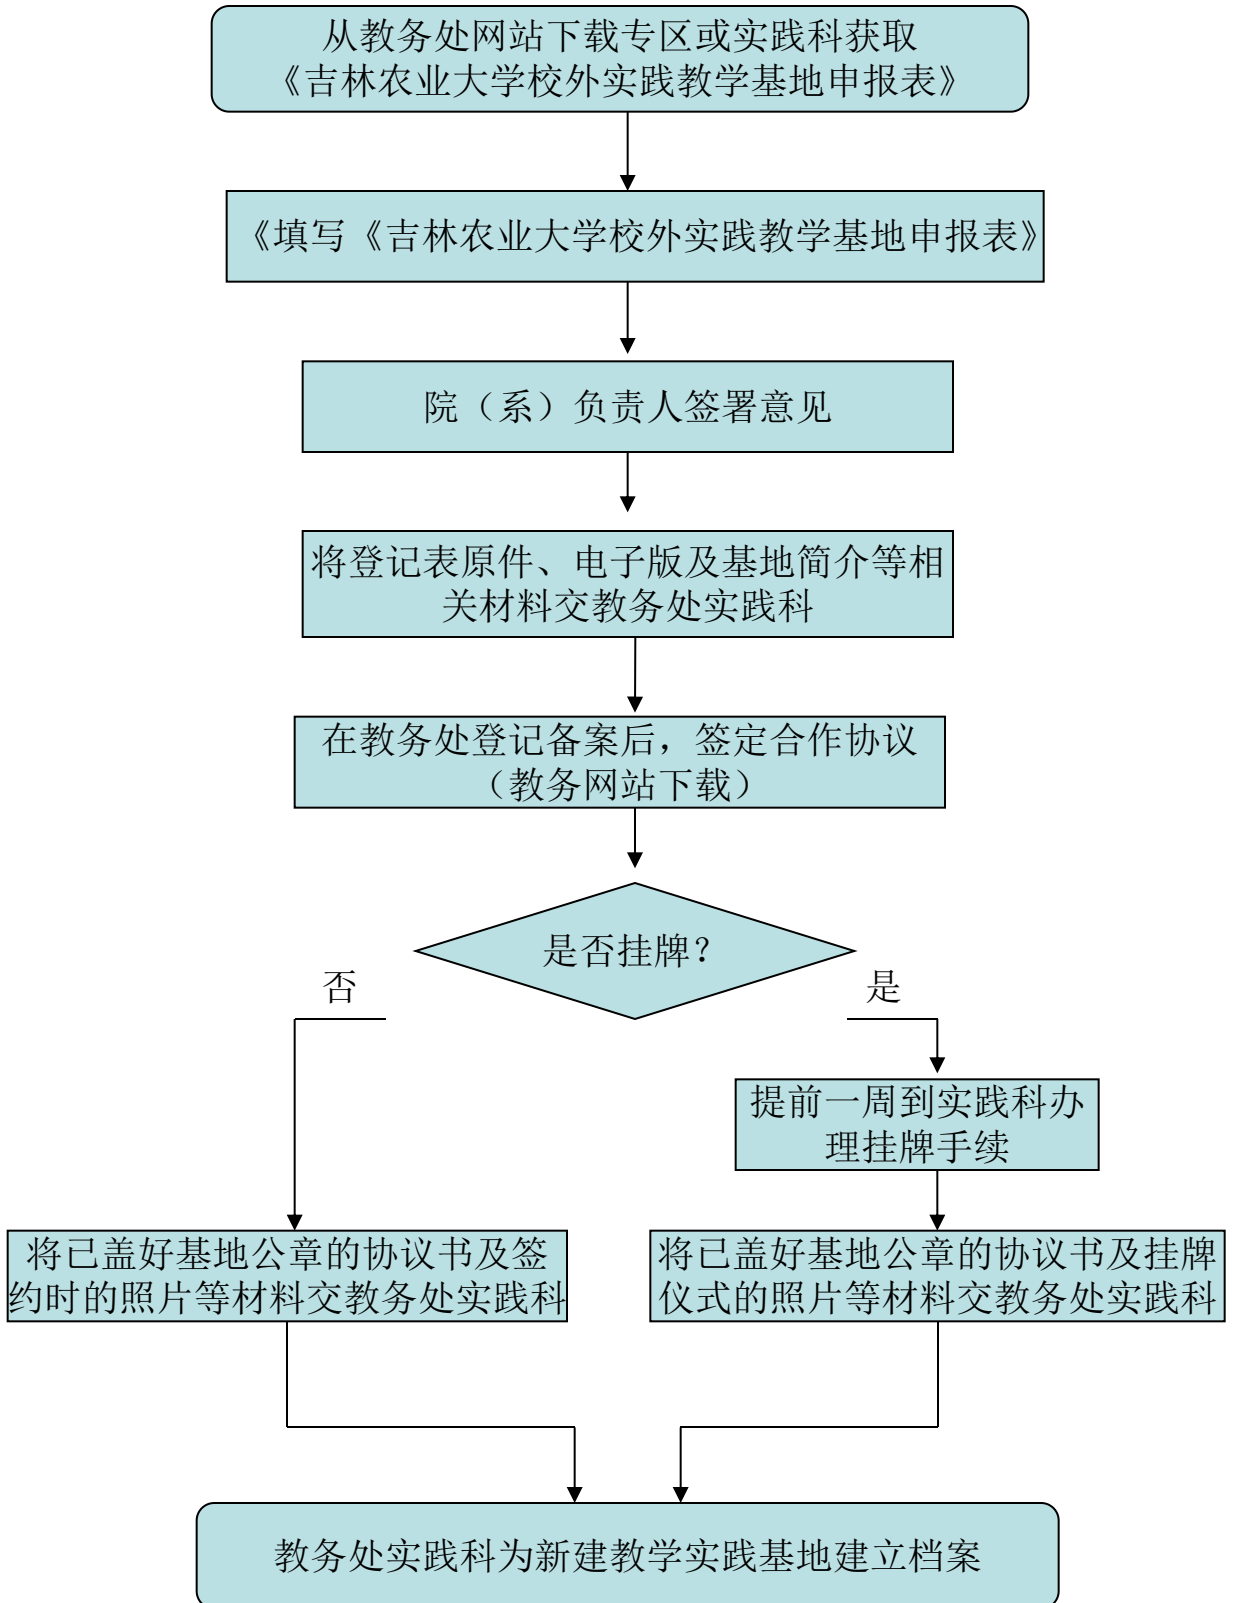 从教务处网站下载专区或实践科获取
《吉林农业大学校外实践教学基地申报表》
《填写《吉林农业大学校外实践教学基地申报表》
院（系）负责人签署意见
将登记表原件、电子版及基地简介等相
关材料交教务处实践科
在教务处登记备案后，签定合作协议
（教务网站下载）
是否挂牌？
否
是
提前一周到实践科办
理挂牌手续
将已盖好基地公章的协议书及签
约时的照片等材料交教务处实践科
将已盖好基地公章的协议书及挂牌
仪式的照片等材料交教务处实践科
教务处实践科为新建教学实践基地建立档案